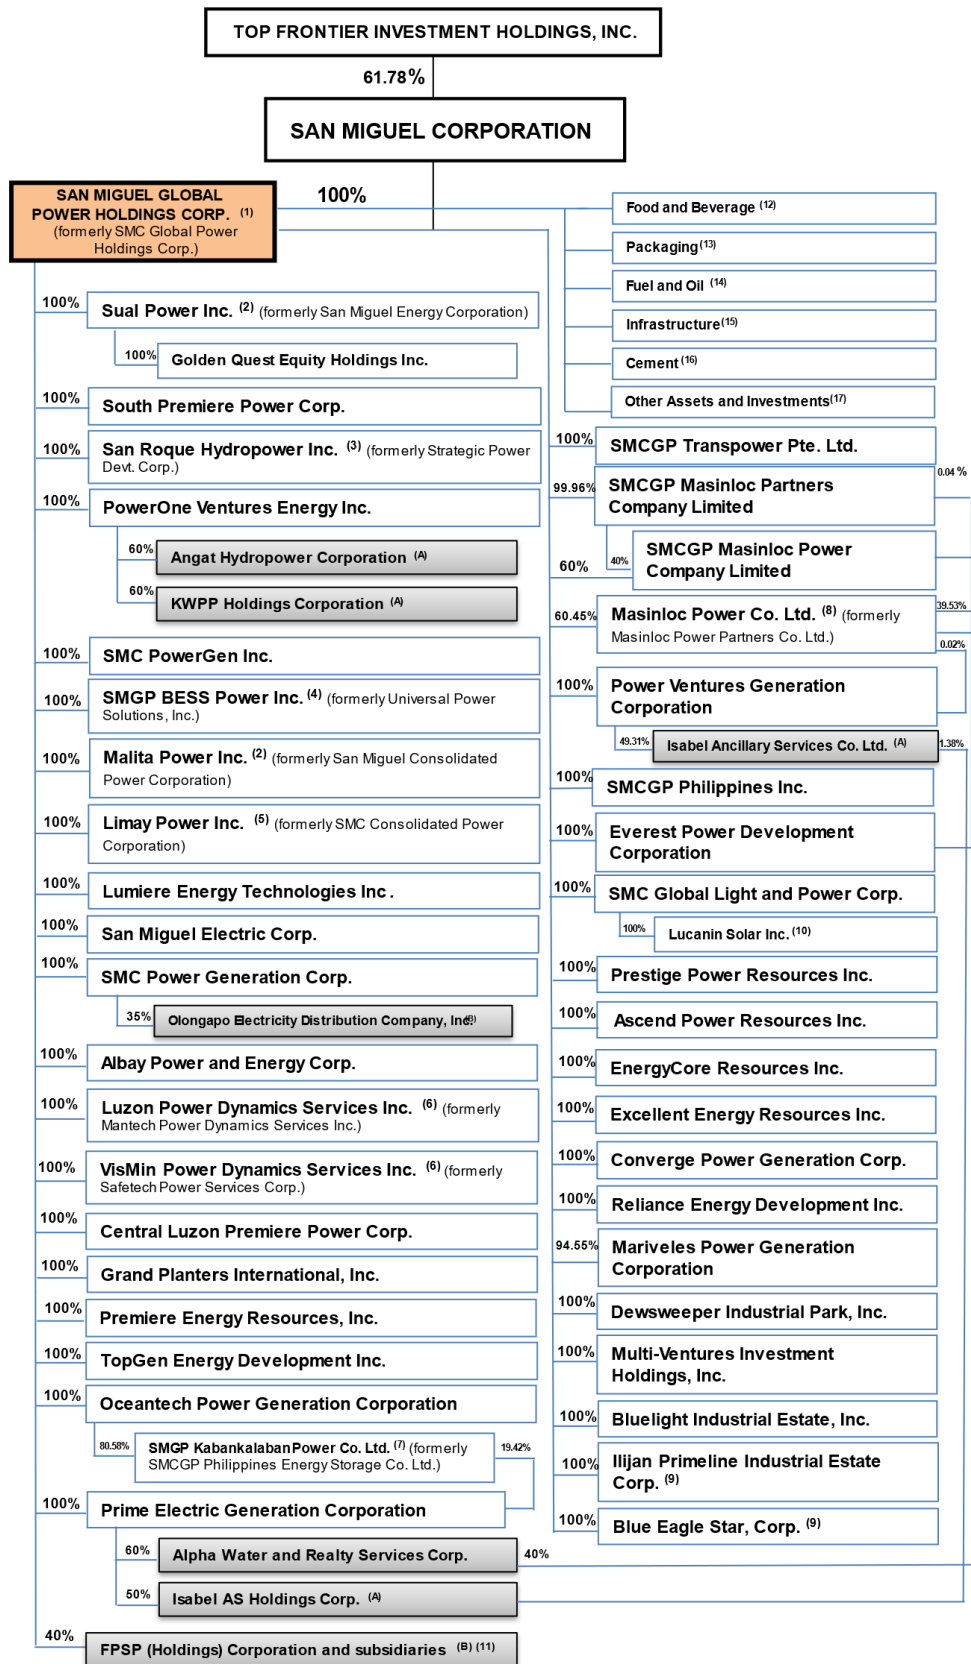 TOP FRONTIER INVESTMENT HOLDINGS, INC.
61.78%
SAN MIGUEL CORPORATION
SAN MIGUEL GLOBAL
POWER HOLDINGS CORP. (1)
(formerly SMC Global Power
Holdings Corp.)
100%
Food and Beverage (12)
Packaging (13)
Fuel and Oil (14)
Infrastructure (15)
Cement (16)
Other Assets and Investments (17)
100%
Sual Power Inc. (2) (formerly San Miguel Energy Corporation)
100%
Golden Quest Equity Holdings Inc.
100%
South Premiere Power Corp.
100%
San Roque Hydropower Inc. (3) (formerly Strategic Power
Devt. Corp.)
100%
PowerOne Ventures Energy Inc.
60%
Angat Hydropower Corporation (A)
60%
KWPP Holdings Corporation (A)
100%
SMC PowerGen Inc.
100%
SMGP BESS Power Inc. (4) (formerly Universal Power
Solutions, Inc.)
100%
Malita Power Inc. (2) (formerly San Miguel Consolidated
Power Corporation)
100%
Limay Power Inc. (5) (formerly SMC Consolidated Power
Corporation)
100%
Lumiere Energy Technologies Inc.
100%
San Miguel Electric Corp.
100%
SMC Power Generation Corp.
35%
Olongapo Electricity Distribution Company, Inc. (B)
100%
Albay Power and Energy Corp.
100%
Luzon Power Dynamics Services Inc. (6) (formerly
Mantech Power Dynamics Services Inc.)
100%
VisMin Power Dynamics Services Inc. (6) (formerly
Safetech Power Services Corp.)
100%
Central Luzon Premiere Power Corp.
100%
Grand Planters International, Inc.
100%
Premiere Energy Resources, Inc.
100%
TopGen Energy Development Inc.
100%
Oceantech Power Generation Corporation
80.58%
SMGP Kabankalaban Power Co. Ltd. (7) (formerly
SMCGP Philippines Energy Storage Co. Ltd.)
19.42%
100%
Prime Electric Generation Corporation
60%
Alpha Water and Realty Services Corp.
40%
50%
Isabel AS Holdings Corp. (A)
40%
FPSP (Holdings) Corporation and subsidiaries (B) (11)
100%
SMCGP Transpower Pte. Ltd.
0.04 %
99.96%
SMCGP Masinloc Partners
Company Limited
40%
SMCGP Masinloc Power
Company Limited
60%
60.45%
Masinloc Power Co. Ltd. (8) (formerly
Masinloc Power Partners Co. Ltd.)
39.53%
0.02%
100%
Power Ventures Generation
Corporation
49.31%
Isabel Ancillary Services Co. Ltd. (A)
1.38%
100%
SMCGP Philippines Inc.
100%
Everest Power Development
Corporation
100%
SMC Global Light and Power Corp.
100%
Lucanin Solar Inc. (10)
100%
Prestige Power Resources Inc.
100%
Ascend Power Resources Inc.
100%
EnergyCore Resources Inc.
100%
Excellent Energy Resources Inc.
100%
Converge Power Generation Corp.
100%
Reliance Energy Development Inc.
94.55%
Mariveles Power Generation
Corporation
100%
Dewsweeper Industrial Park, Inc.
100%
Multi-Ventures Investment
Holdings, Inc.
100%
Bluelight Industrial Estate, Inc.
100%
Ilijan Primeline Industrial Estate
Corp. (9)
100%
Blue Eagle Star, Corp. (9)